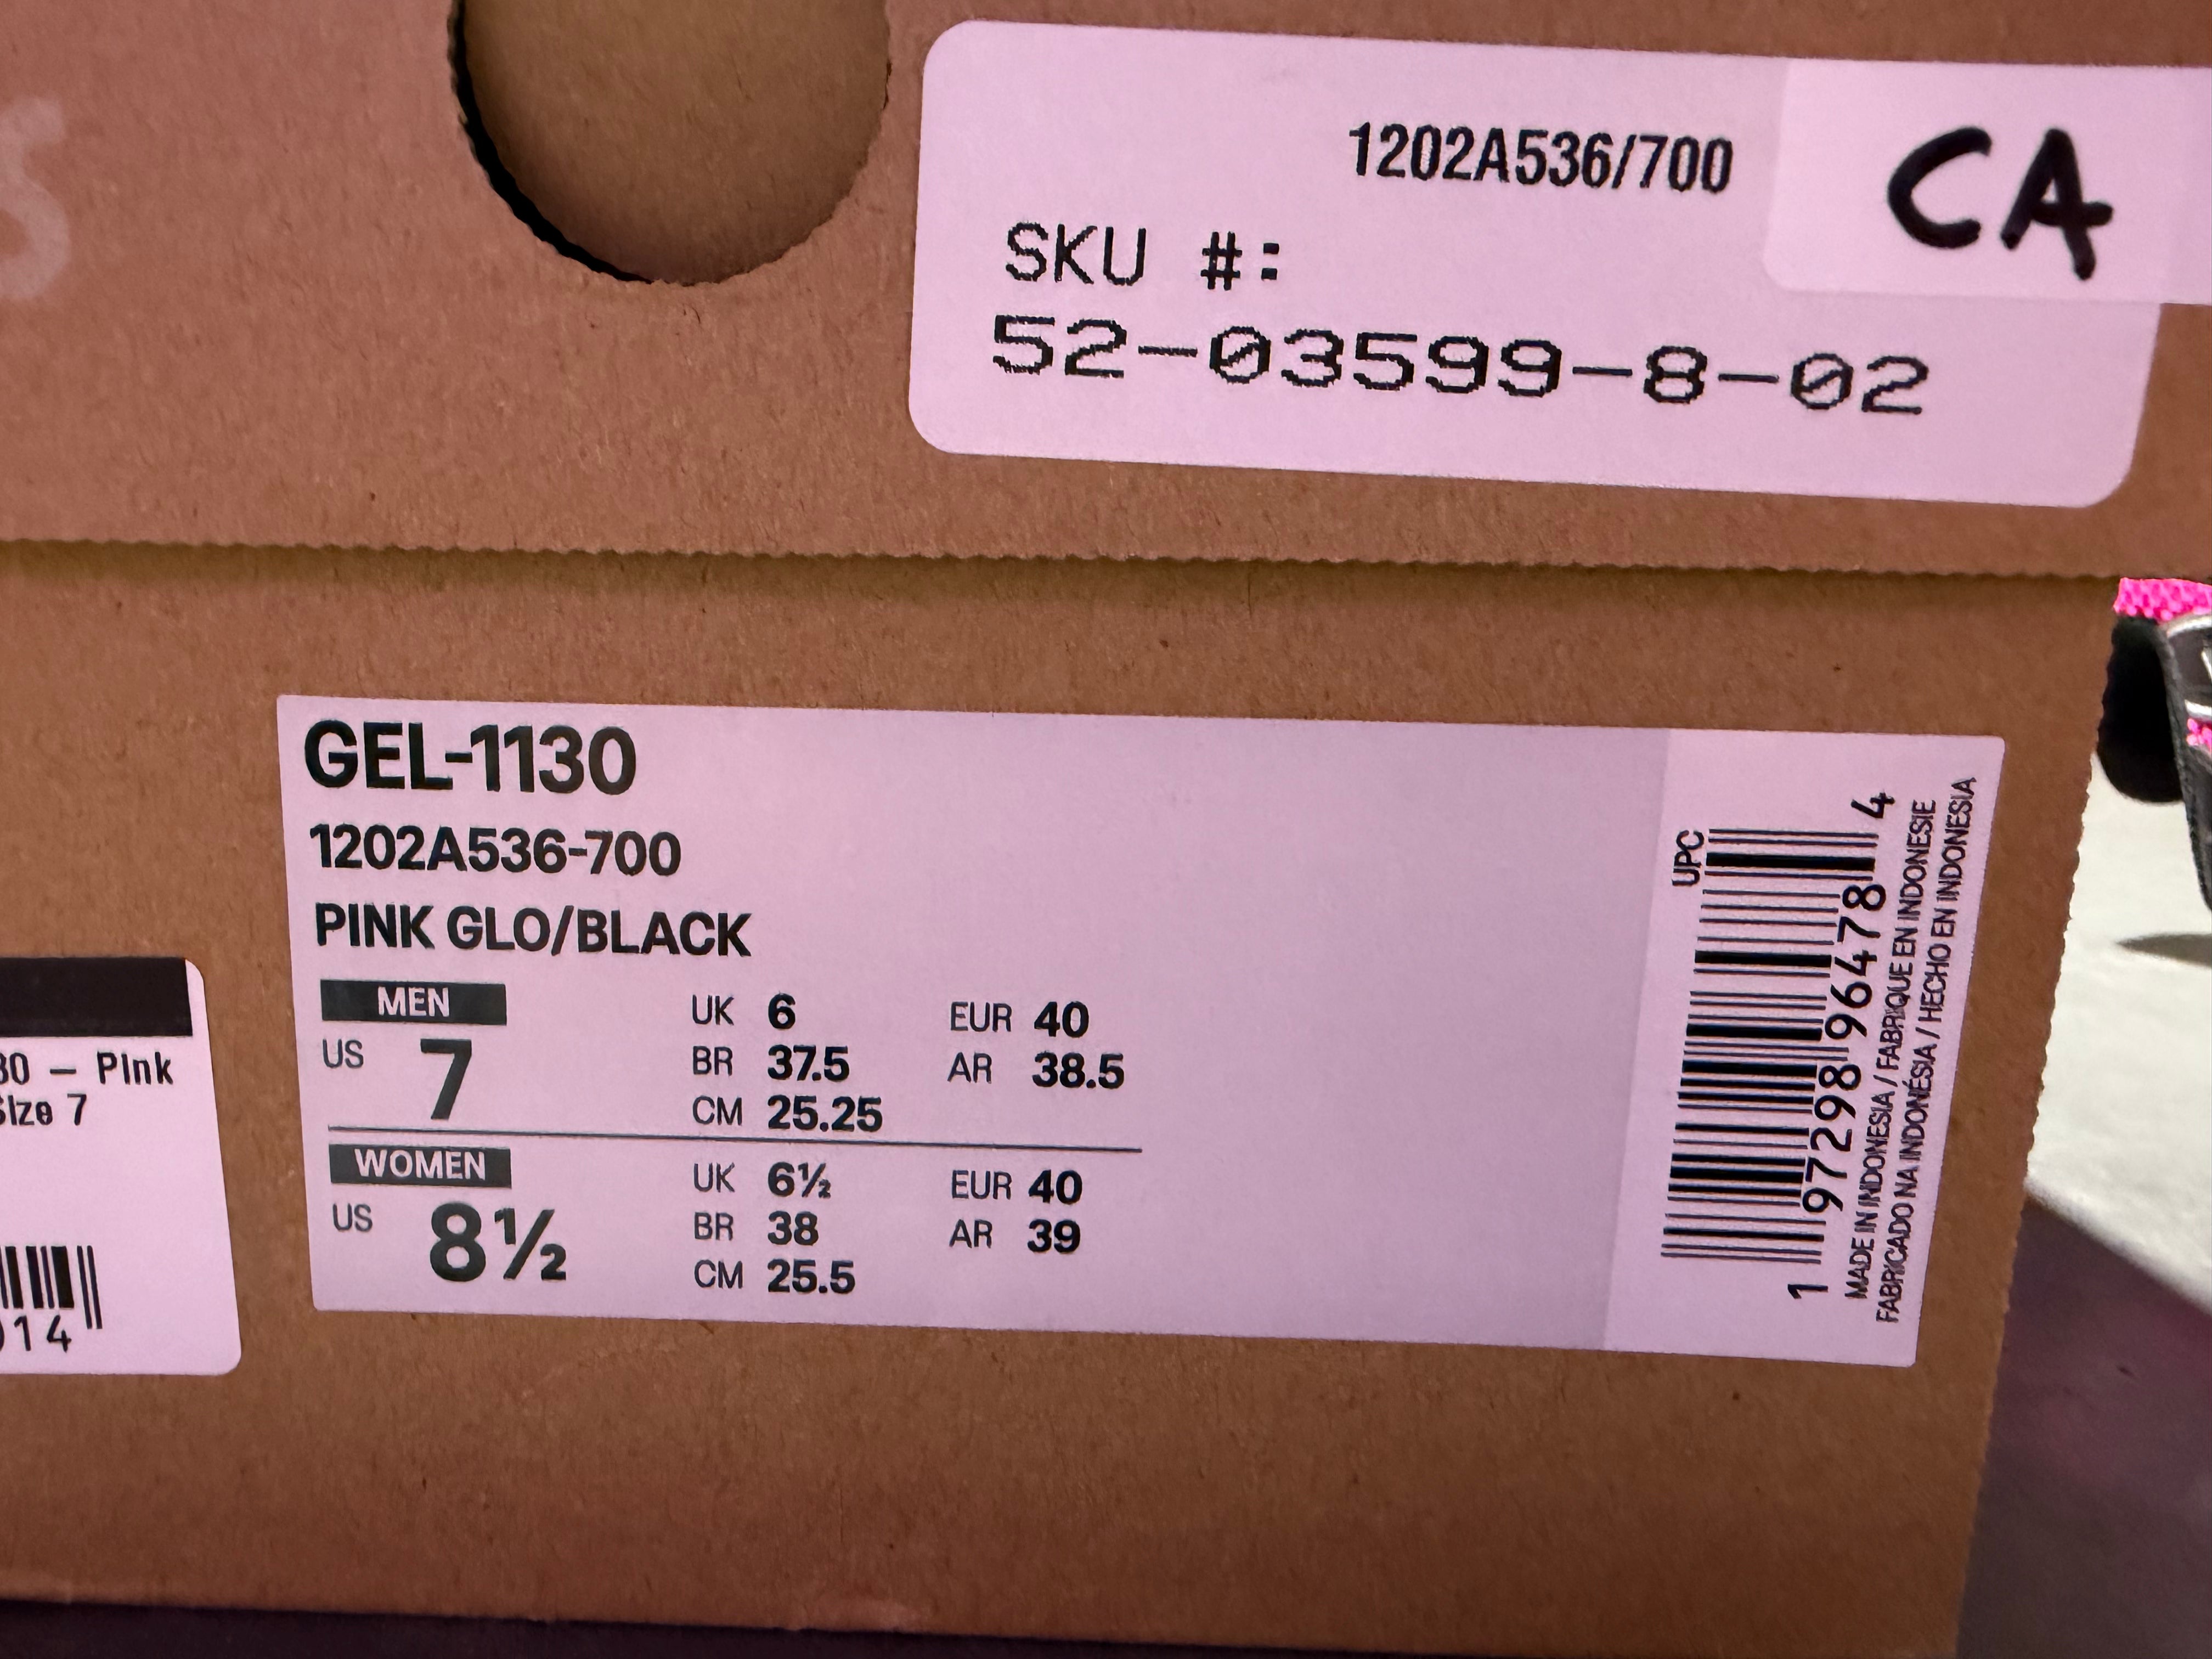 1202A536/700
CA
SKU #:
52-03599-8-02
GEL-1130
1202A536-700
PINK GLO/BLACK
MEN
US 7
UK 6 EUR 40
BR 37.5 AR 38.5
CM 25.25
WOMEN
US 8½
UK 6½ EUR 40
BR 38 AR 39
CM 25.5
UPC
1 97298 96478 4
MADE IN INDONESIA / FABRIQUE EN INDONESIE
FABRICADO NA INDONÉSIA / HECHO EN INDONESIA
30 – Pink
Size 7
14